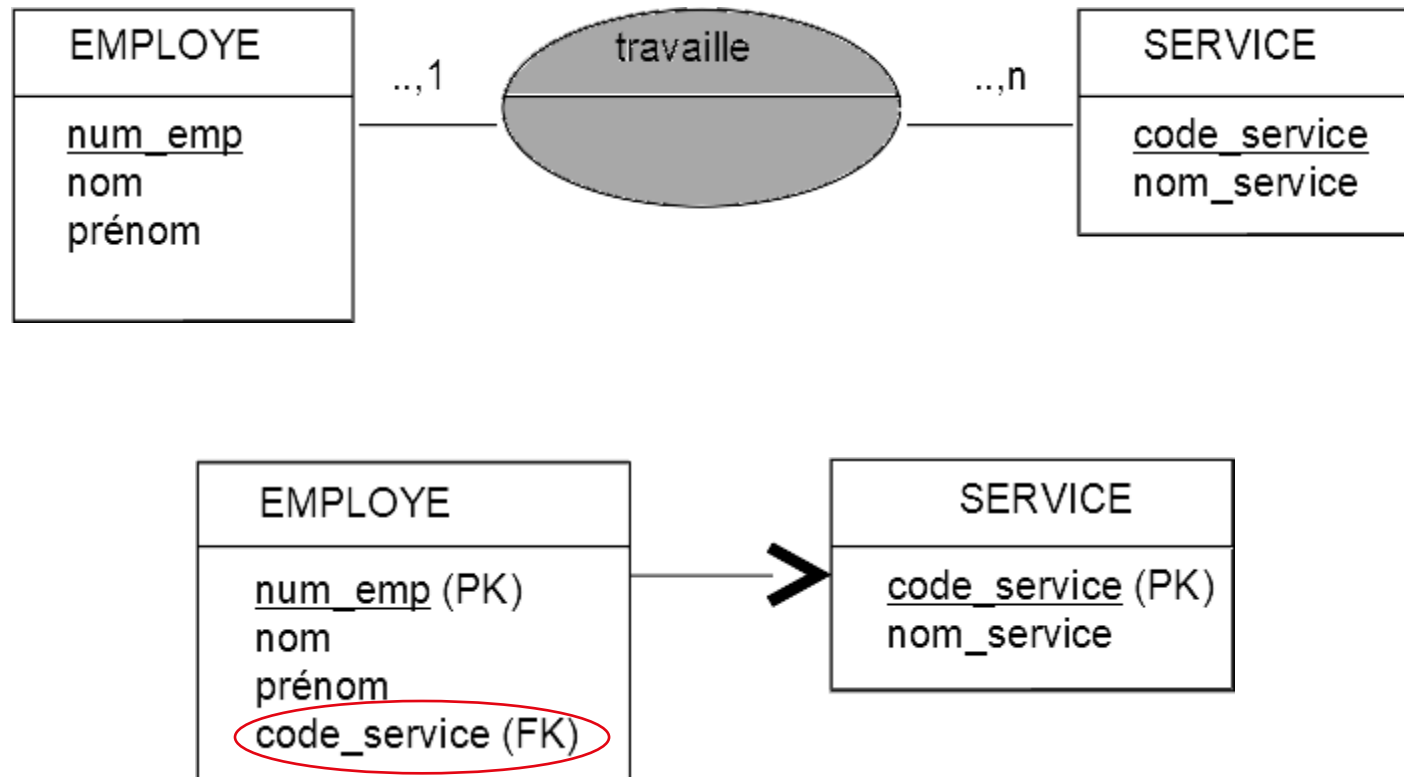 EMPLOYE
travaille
SERVICE
..,1
..,n
num_emp
nom
prénom
code_service
nom_service
EMPLOYE
num_emp (PK)
nom
prénom
code_service (FK)
SERVICE
code_service (PK)
nom_service